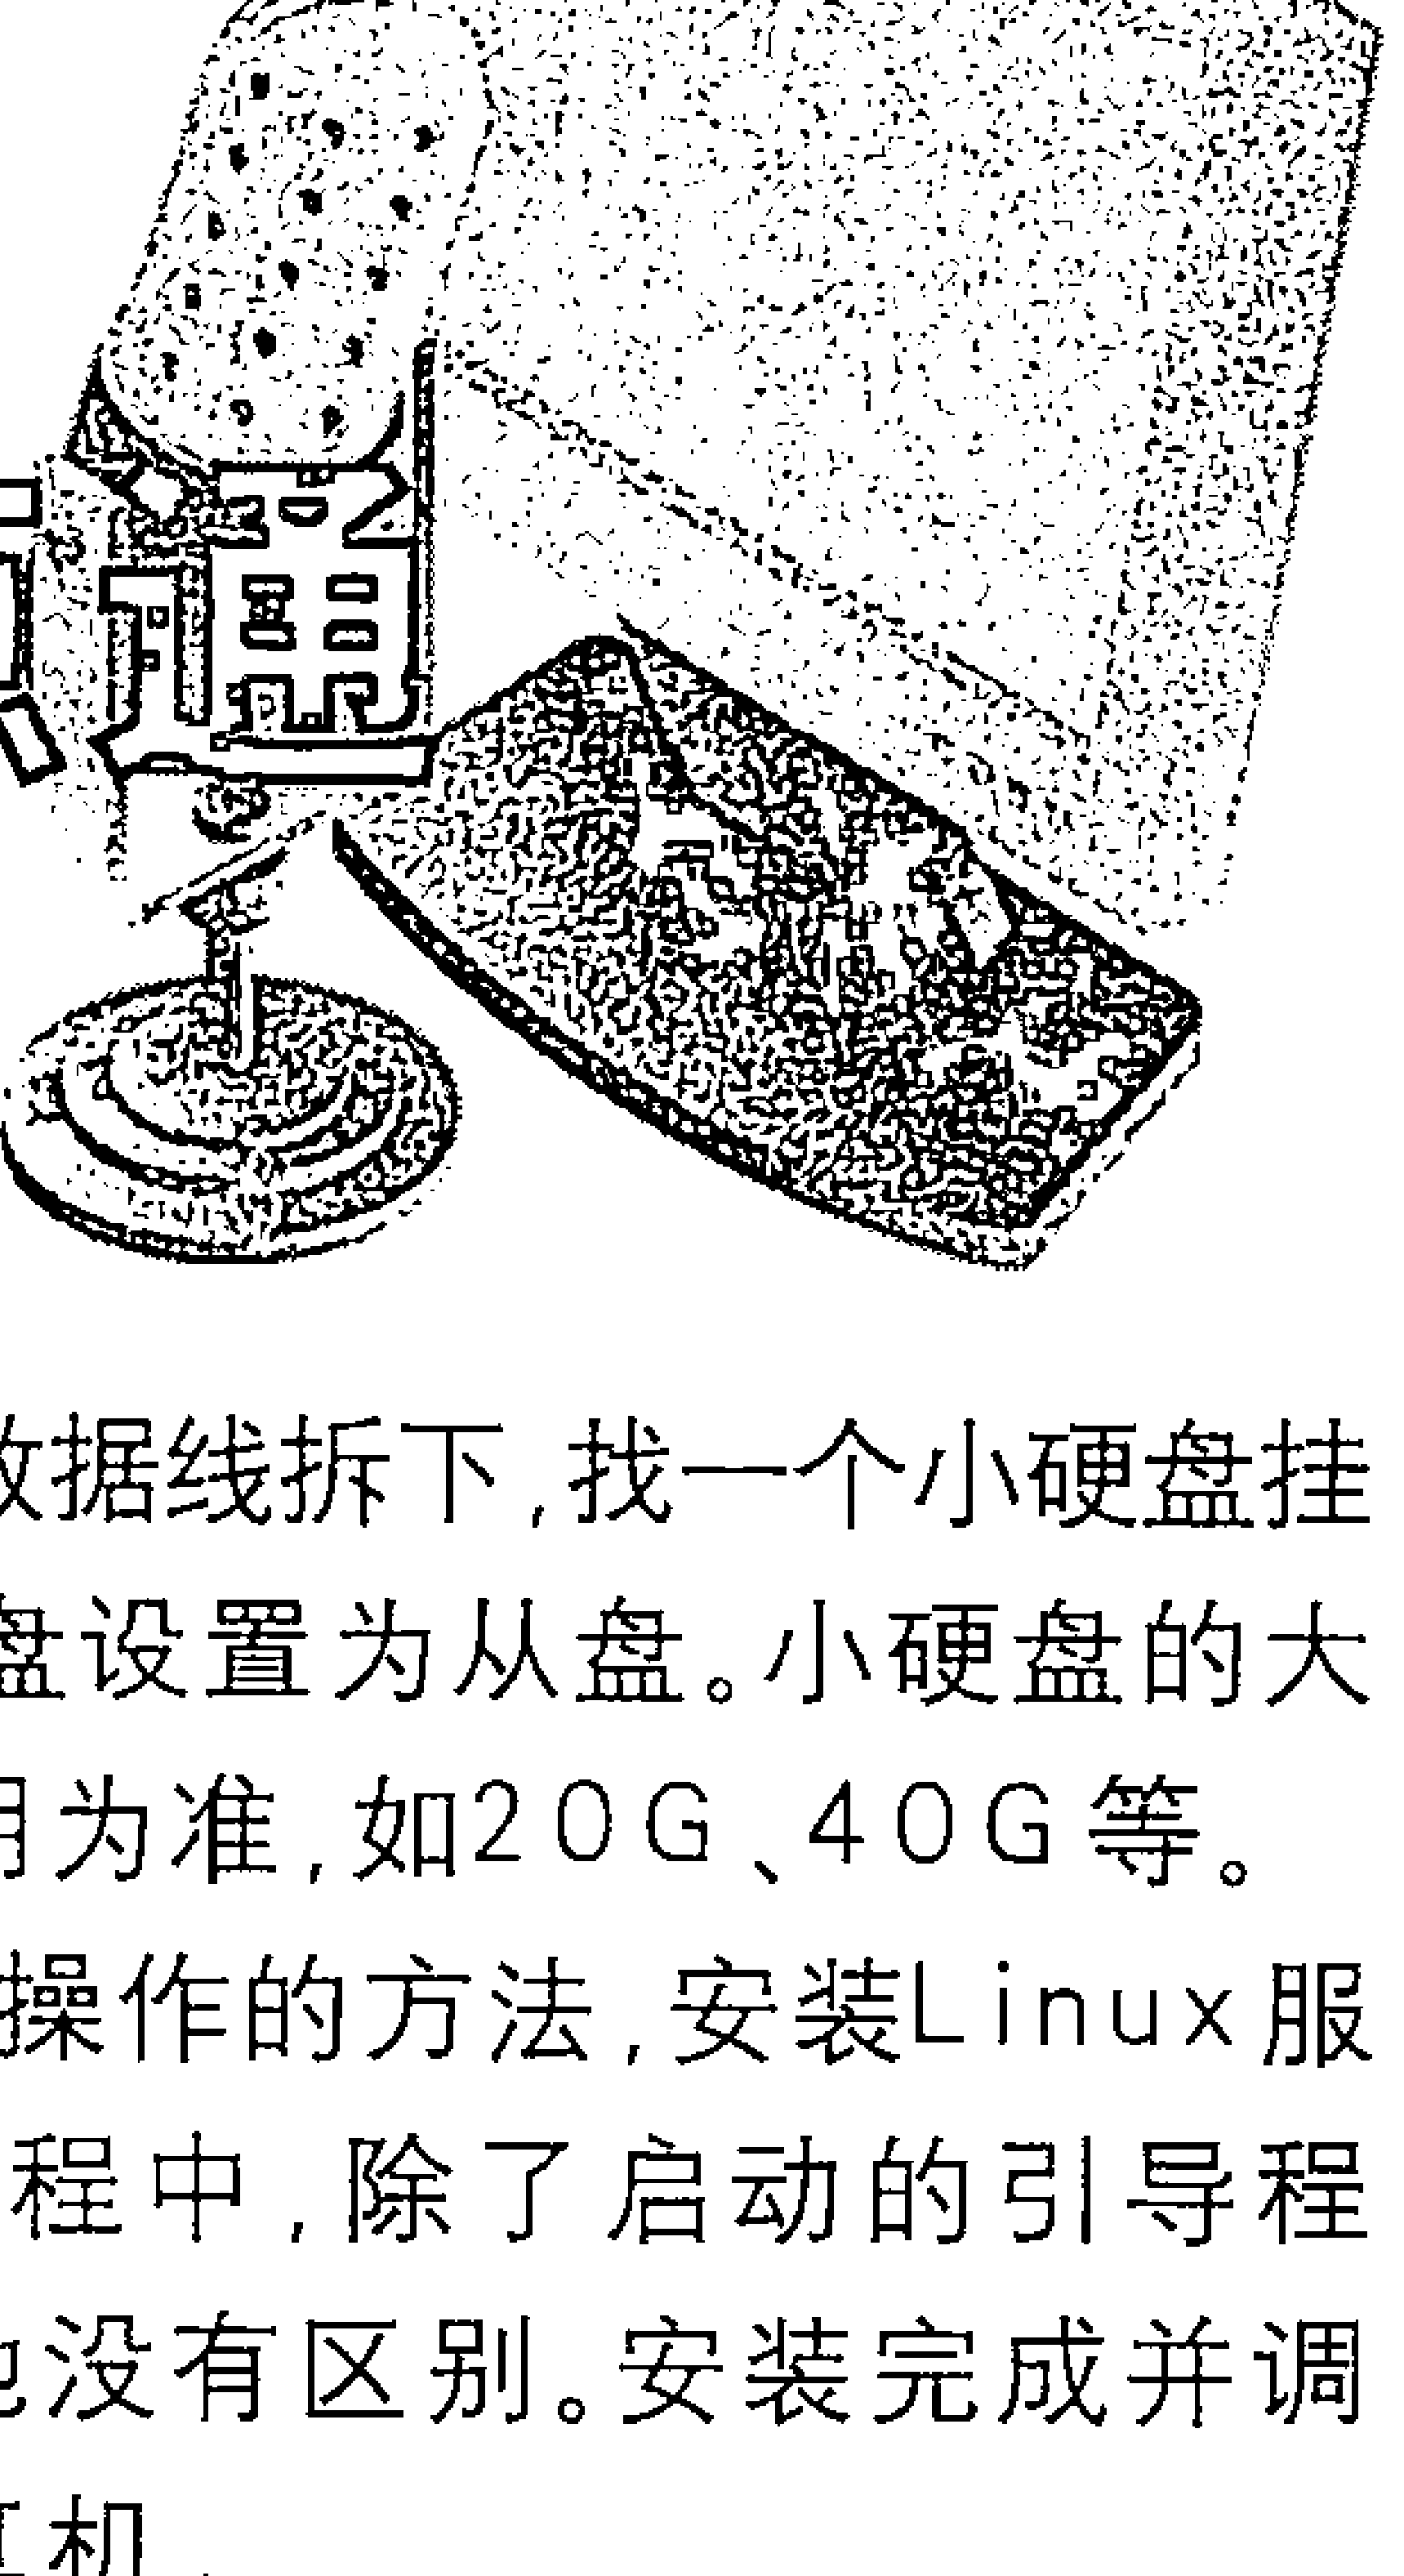 据线拆下,找一个小硬盘挂
盘设置为从盘。小硬盘的大
为准,如20G、40G等。
操作的方法,安装Linux服
程中,除了启动的引导程
没有区别。安装完成并调
机